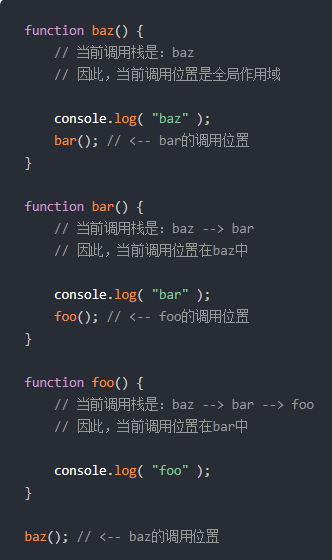 function baz() {
// 当前调用栈是：baz
// 因此，当前调用位置是全局作用域
console.log( "baz" );
bar(); // <-- bar的调用位置
}
function bar() {
// 当前调用栈是：baz --> bar
// 因此，当前调用位置在baz中
console.log( "bar" );
foo(); // <-- foo的调用位置
}
function foo() {
// 当前调用栈是：baz --> bar --> foo
// 因此，当前调用位置在bar中
console.log( "foo" );
}
baz(); // <-- baz的调用位置